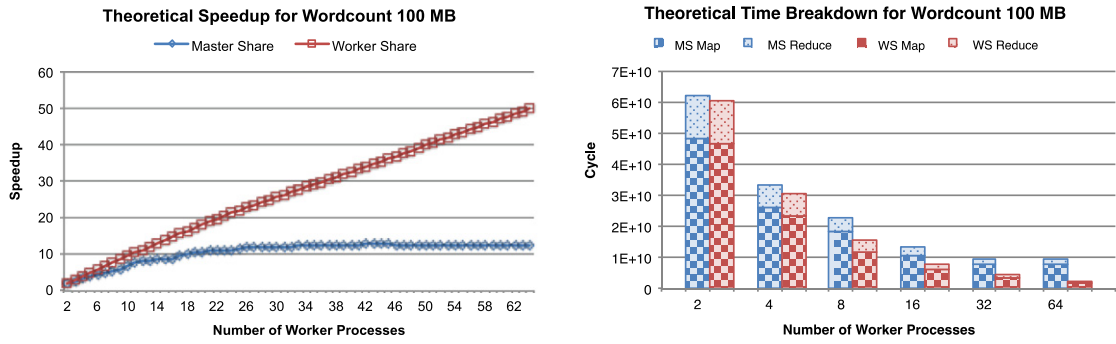 Theoretical Speedup for Wordcount 100 MB
Master Share Worker Share
60
50
40
30
20
10
0
Speedup
2 6 10 14 18 22 26 30 34 38 42 46 50 54 58 62
Number of Worker Processes
Theoretical Time Breakdown for Wordcount 100 MB
MS Map MS Reduce WS Map WS Reduce
7E+10
6E+10
5E+10
4E+10
3E+10
2E+10
1E+10
0
Cycle
2 4 8 16 32 64
Number of Worker Processes